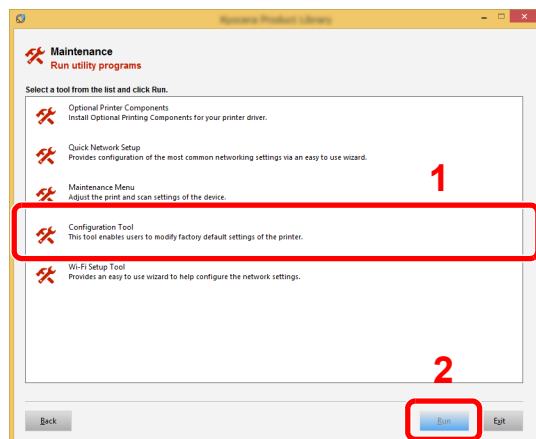 Kyocera Product Library
Maintenance
Run utility programs
Select a tool from the list and click Run.
Optional Printer Components
Install Optional Printing Components for your printer driver.
Quick Network Setup
Provides configuration of the most common networking settings via an easy to use wizard.
1
Maintenance Menu
Adjust the print and scan settings of the device.
Configuration Tool
This tool enables users to modify factory default settings of the printer.
Wi-Fi Setup Tool
Provides an easy to use wizard to help configure the network settings.
2
Back
Run
Exit